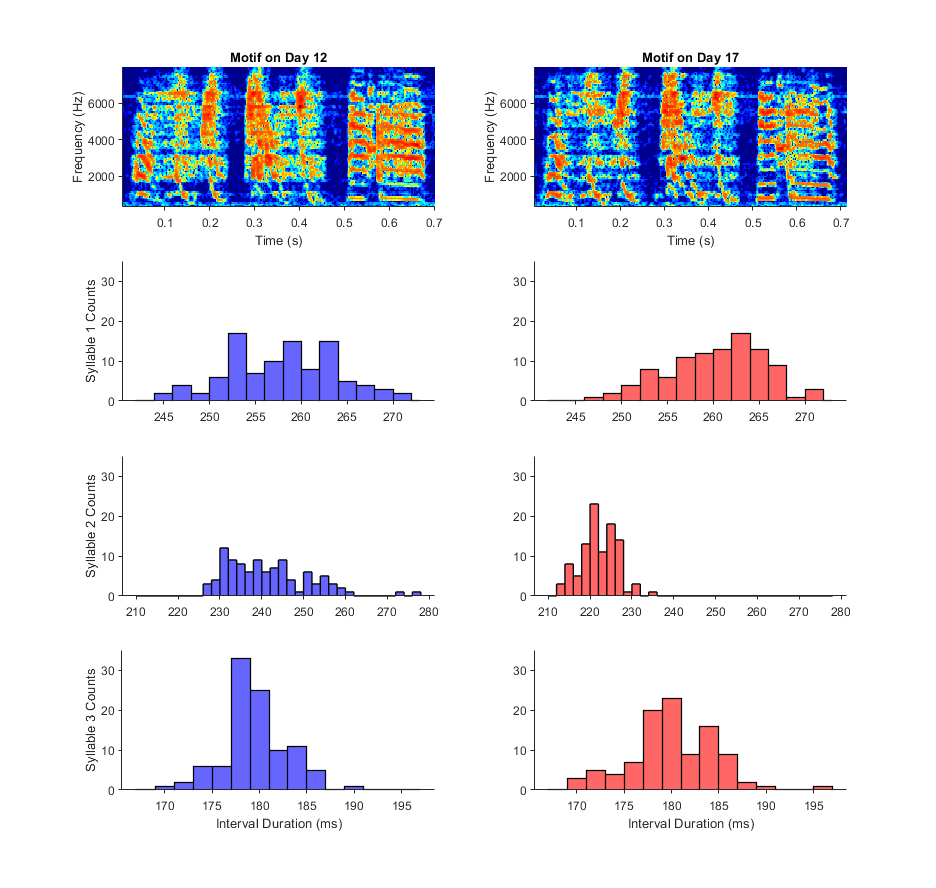 Motif on Day 12
Motif on Day 17
Frequency (Hz)
6000
4000
2000
0.1 0.2 0.3 0.4 0.5 0.6 0.7
Time (s)
Frequency (Hz)
6000
4000
2000
0.1 0.2 0.3 0.4 0.5 0.6 0.7
Time (s)
Syllable 1 Counts
30
20
10
0
245 250 255 260 265 270
30
20
10
0
245 250 255 260 265 270
Syllable 2 Counts
30
20
10
0
210 220 230 240 250 260 270 280
30
20
10
0
210 220 230 240 250 260 270 280
Syllable 3 Counts
30
20
10
0
170 175 180 185 190 195
Interval Duration (ms)
30
20
10
0
170 175 180 185 190 195
Interval Duration (ms)